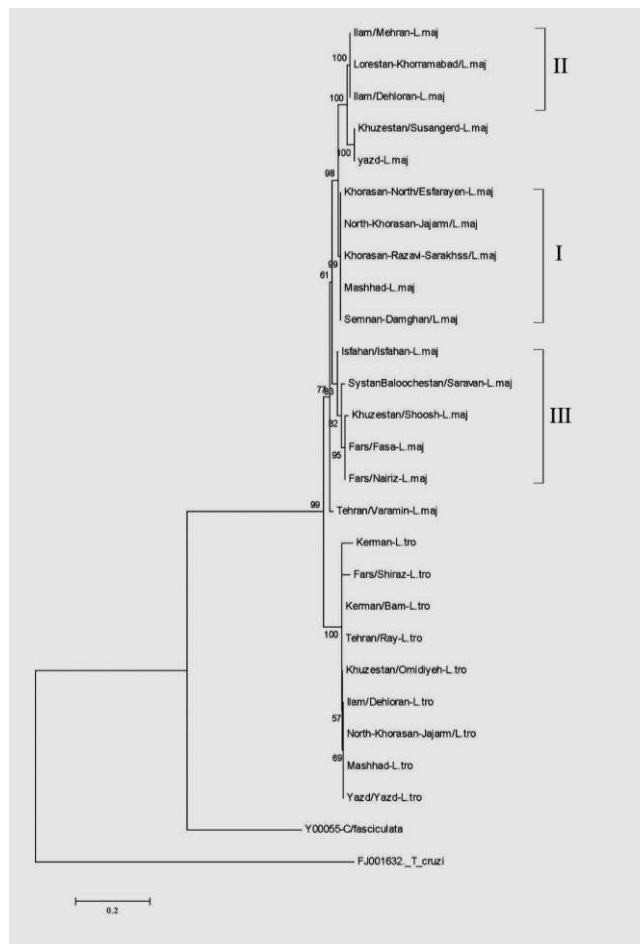 Ilam/Mehran-L.maj
100
Lorestan-Khorramabad/L.maj
II
100
Ilam/Dehloran-L.maj
Khuzestan/Susangerd-L.maj
100
yazd-L.maj
98
Khorasan-North/Esfarayen-L.maj
North-Khorasan-Jajarm/L.maj
Khorasan-Razavi-Sarakhss/L.maj
I
99
61
Mashhad-L.maj
Semnan-Damghan/L.maj
Isfahan/Isfahan-L.maj
SystanBaloochestan/Saravan-L.maj
77
Khuzestan/Shoosh-L.maj
III
82
Fars/Fasa-L.maj
95
Fars/Nairiz-L.maj
99
Tehran/Varamin-L.maj
Kerman-L.tro
Fars/Shiraz-L.tro
Kerman/Bam-L.tro
100
Tehran/Ray-L.tro
Khuzestan/Omidiyeh-L.tro
Ilam/Dehloran-L.tro
57
North-Khorasan-Jajarm/L.tro
69
Mashhad-L.tro
Yazd/Yazd-L.tro
Y00055-C/fasciculata
FJ001632._T_cruzi
0.2